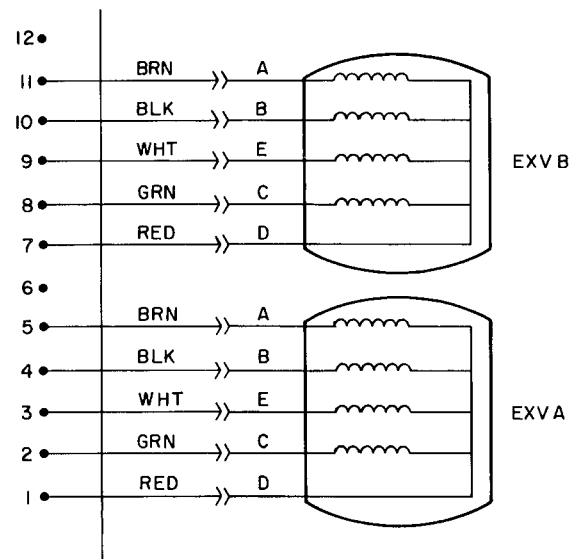 12
11 BRN A
10 BLK B
9 WHT E
EXV B
8 GRN C
7 RED D
6
5 BRN A
4 BLK B
3 WHT E
EXV A
2 GRN C
1 RED D